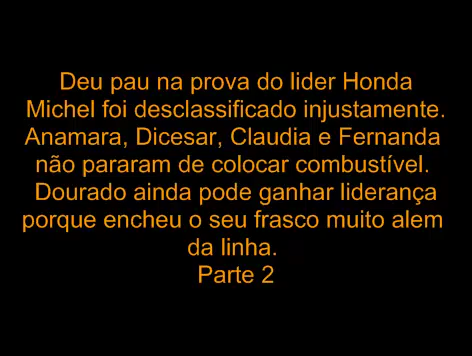 Deu pau na prova do lider Honda
Michel foi desclassificado injustamente.
Anamara, Dicesar, Claudia e Fernanda
não pararam de colocar combustível.
Dourado ainda pode ganhar liderança
porque encheu o seu frasco muito alem
da linha.
Parte 2